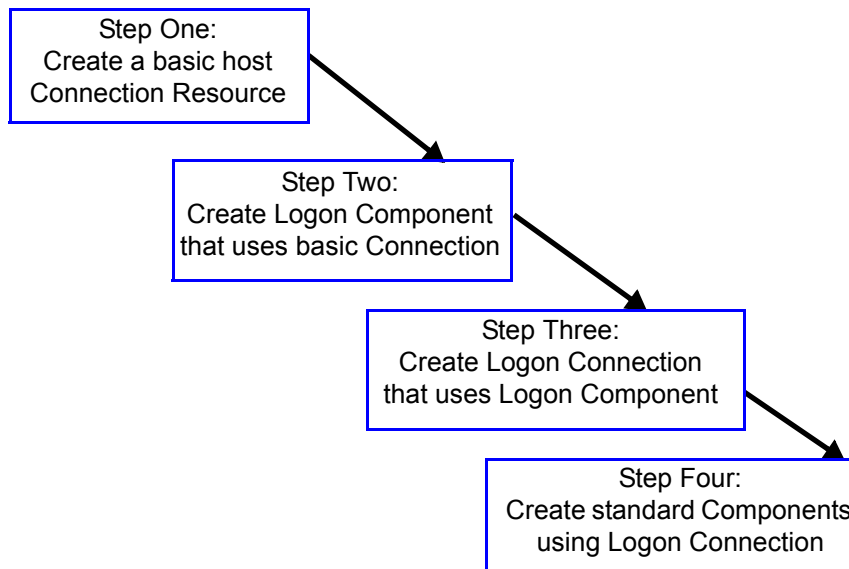 Step One:
Create a basic host
Connection Resource
Step Two:
Create Logon Component
that uses basic Connection
Step Three:
Create Logon Connection
that uses Logon Component
Step Four:
Create standard Components
using Logon Connection